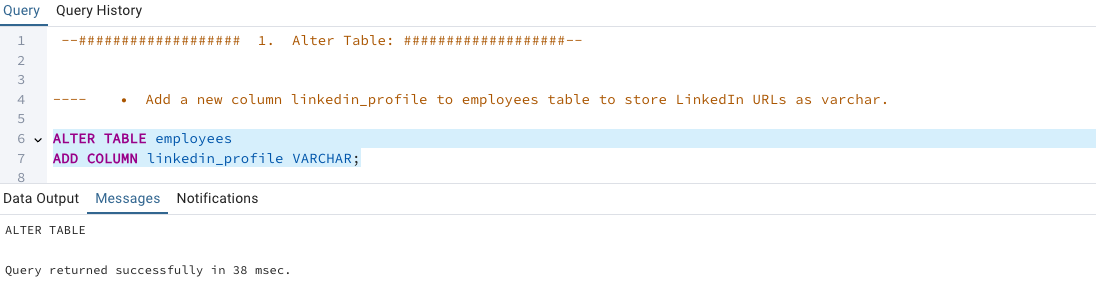 Query Query History
1 --################### 1. Alter Table: ###################--
2
3
4 ---- • Add a new column linkedin_profile to employees table to store LinkedIn URLs as varchar.
5
6 ALTER TABLE employees
7 ADD COLUMN linkedin_profile VARCHAR;
8
Data Output Messages Notifications
ALTER TABLE
Query returned successfully in 38 msec.